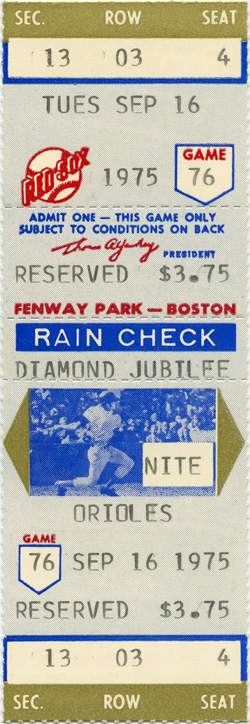 SEC. ROW SEAT
13 03 4
TUES SEP 16
RED SOX
1975
GAME
76
ADMIT ONE — THIS GAME ONLY
SUBJECT TO CONDITIONS ON BACK
PRESIDENT
RESERVED $3.75
FENWAY PARK — BOSTON
RAIN CHECK
DIAMOND JUBILEE
NITE
ORIOLES
GAME
76 SEP 16 1975
RESERVED $3.75
13 03 4
SEC. ROW SEAT